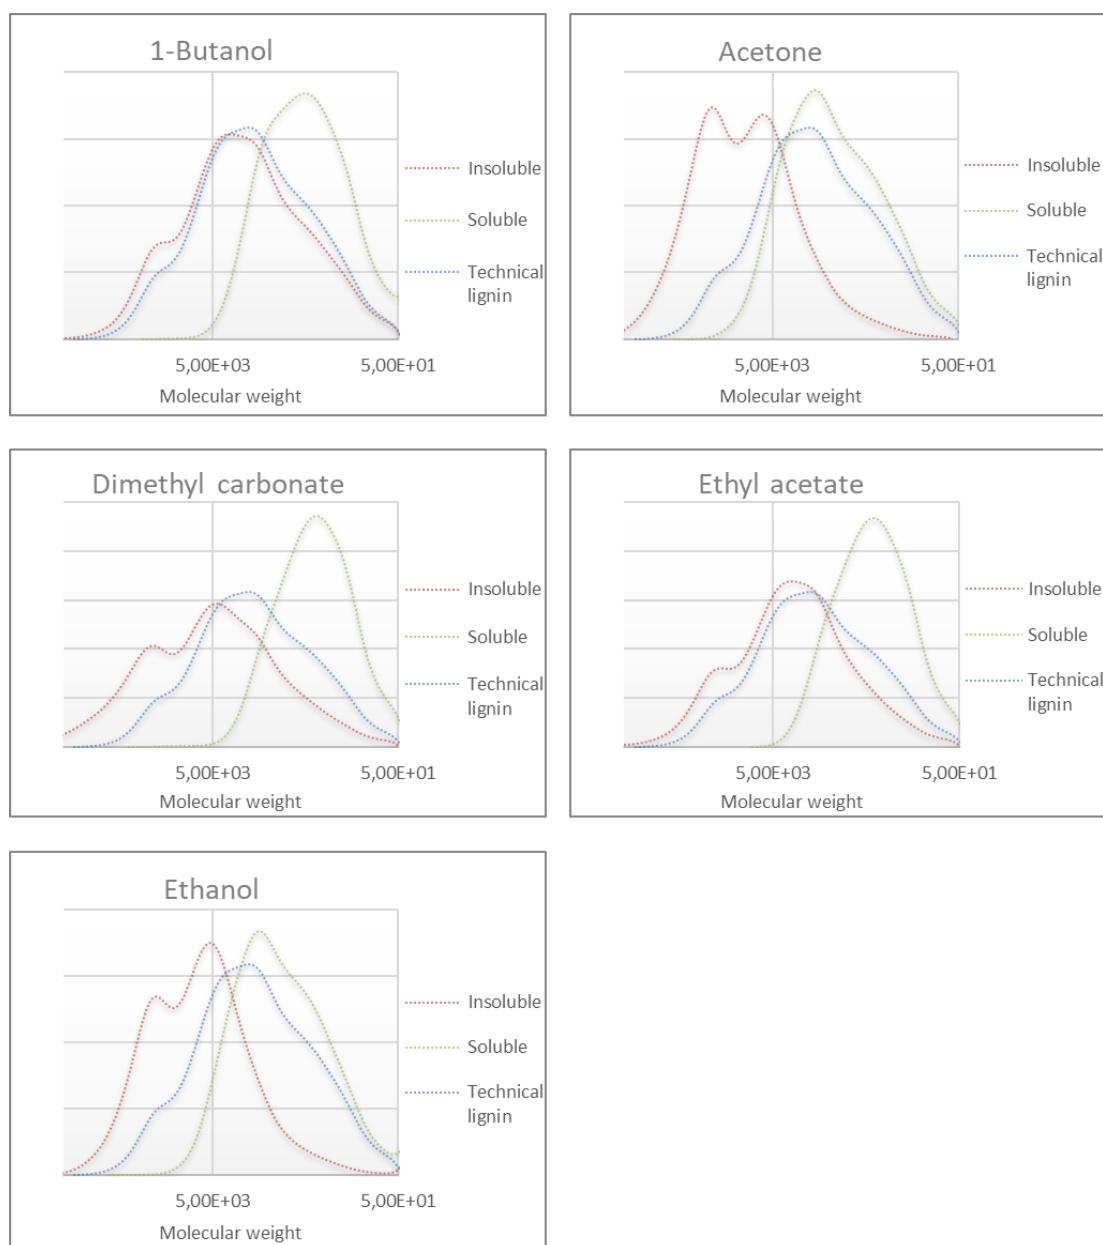 1-Butanol
Insoluble
Soluble
Technical
lignin
5,00E+03 5,00E+01
Molecular weight
Acetone
Insoluble
Soluble
Technical
lignin
5,00E+03 5,00E+01
Molecular weight
Dimethyl carbonate
Insoluble
Soluble
Technical
lignin
5,00E+03 5,00E+01
Molecular weight
Ethyl acetate
Insoluble
Soluble
Technical
lignin
5,00E+03 5,00E+01
Molecular weight
Ethanol
Insoluble
Soluble
Technical
lignin
5,00E+03 5,00E+01
Molecular weight